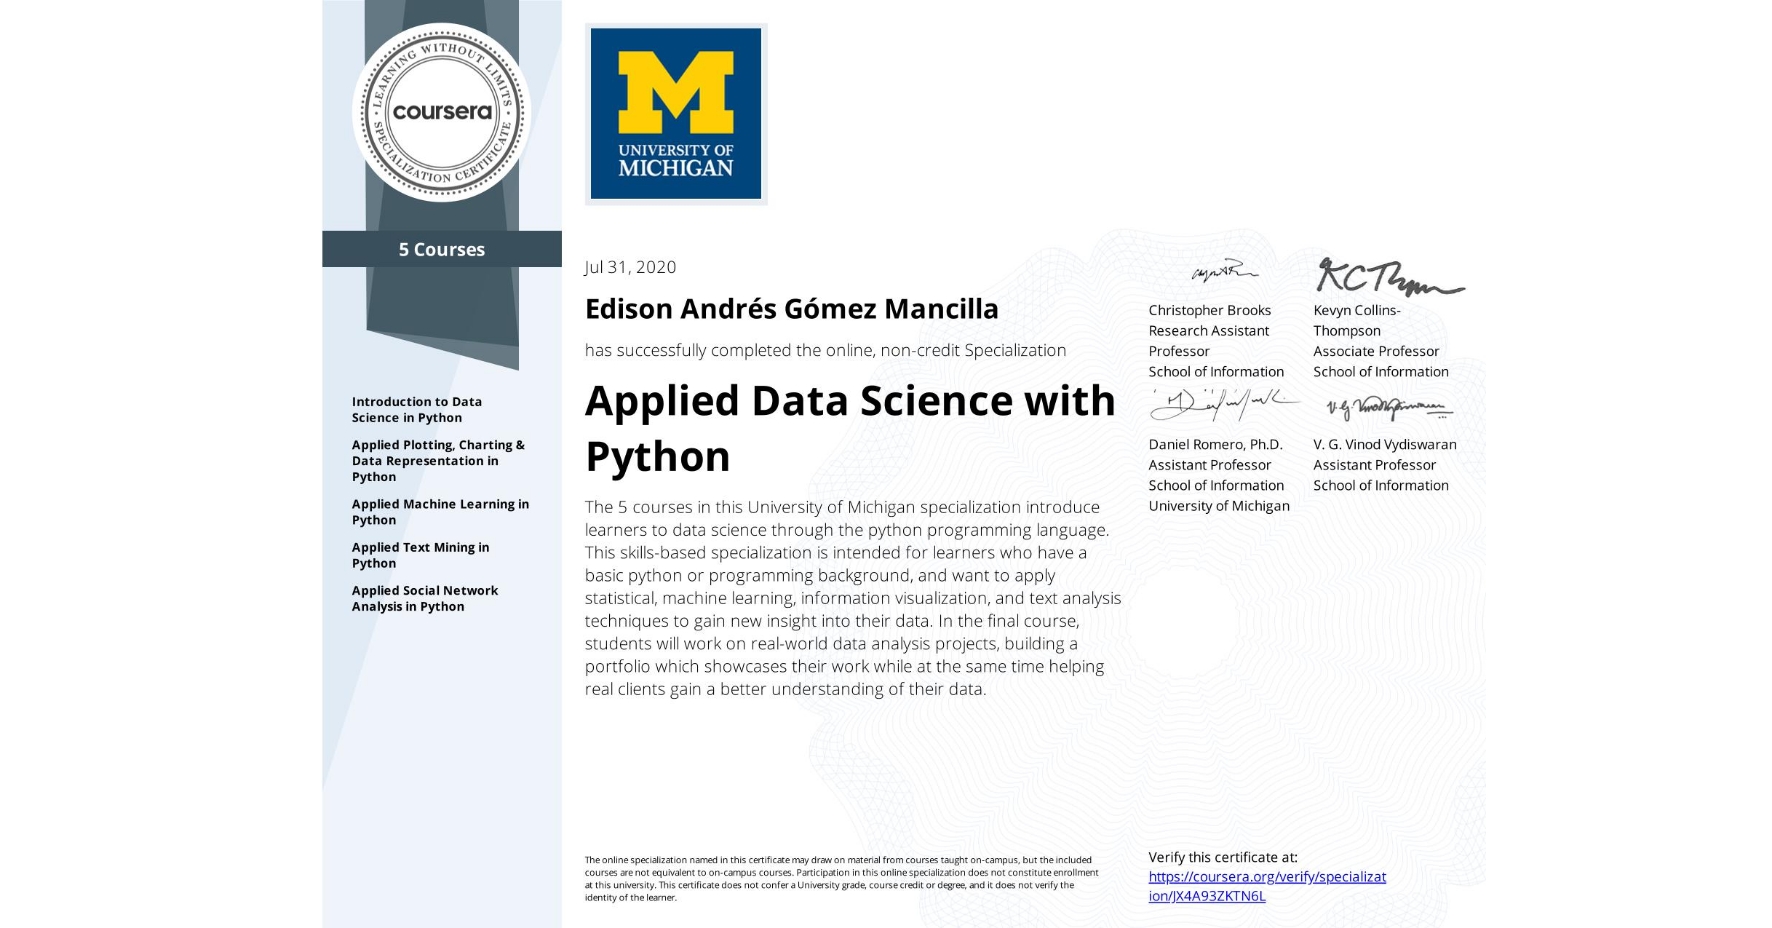 LEARNING WITHOUT LIMITS
coursera
SPECIALIZATION CERTIFICATE
5 Courses
Introduction to Data
Science in Python
Applied Plotting, Charting &
Data Representation in
Python
Applied Machine Learning in
Python
Applied Text Mining in
Python
Applied Social Network
Analysis in Python
M
UNIVERSITY OF
MICHIGAN
Jul 31, 2020
Edison Andrés Gómez Mancilla
has successfully completed the online, non-credit Specialization
Applied Data Science with
Python
The 5 courses in this University of Michigan specialization introduce
learners to data science through the python programming language.
This skills-based specialization is intended for learners who have a
basic python or programming background, and want to apply
statistical, machine learning, information visualization, and text analysis
techniques to gain new insight into their data. In the final course,
students will work on real-world data analysis projects, building a
portfolio which showcases their work while at the same time helping
real clients gain a better understanding of their data.
Christopher Brooks
Research Assistant
Professor
School of Information
Kevyn Collins-
Thompson
Associate Professor
School of Information
Daniel Romero, Ph.D.
Assistant Professor
School of Information
University of Michigan
V. G. Vinod Vydiswaran
Assistant Professor
School of Information
The online specialization named in this certificate may draw on material from courses taught on-campus, but the included
courses are not equivalent to on-campus courses. Participation in this online specialization does not constitute enrollment
at this university. This certificate does not confer a University grade, course credit or degree, and it does not verify the
identity of the learner.
Verify this certificate at:
https://coursera.org/verify/specializat
ion/JX4A93ZKTN6L